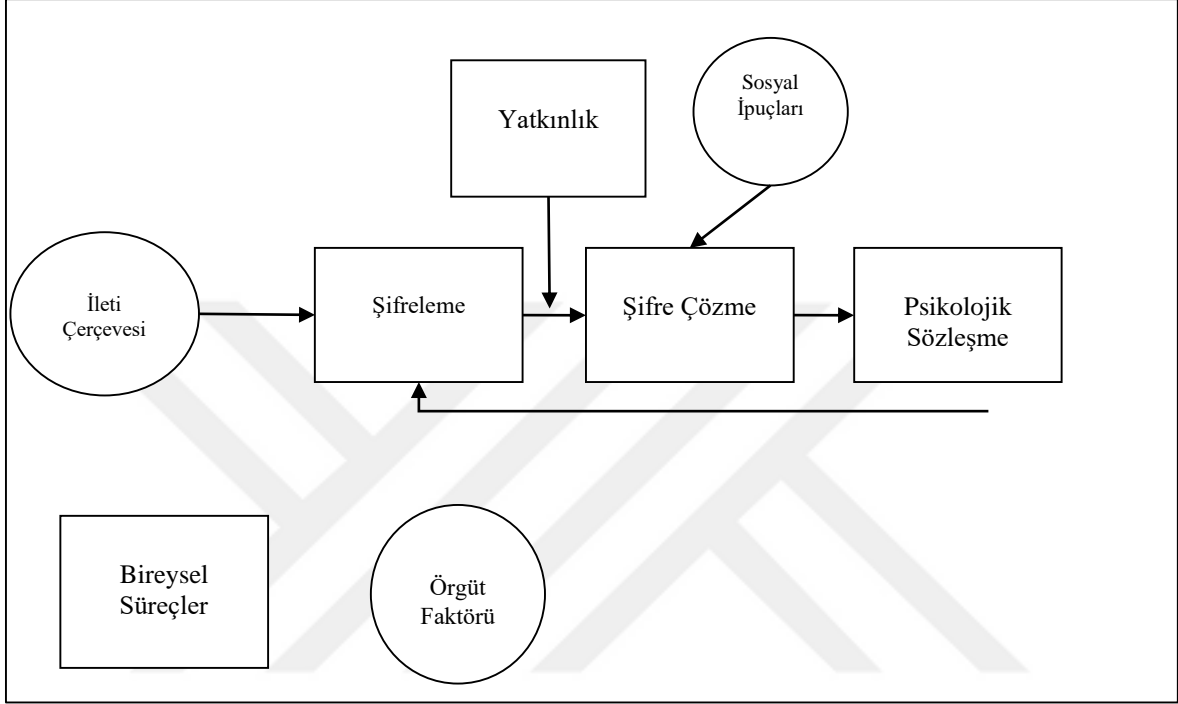 Yatkınlık
Sosyal
İpuçları
İleti
Çerçevesi
Şifreleme
Şifre Çözme
Psikolojik
Sözleşme
Bireysel
Süreçler
Örgüt
Faktörü